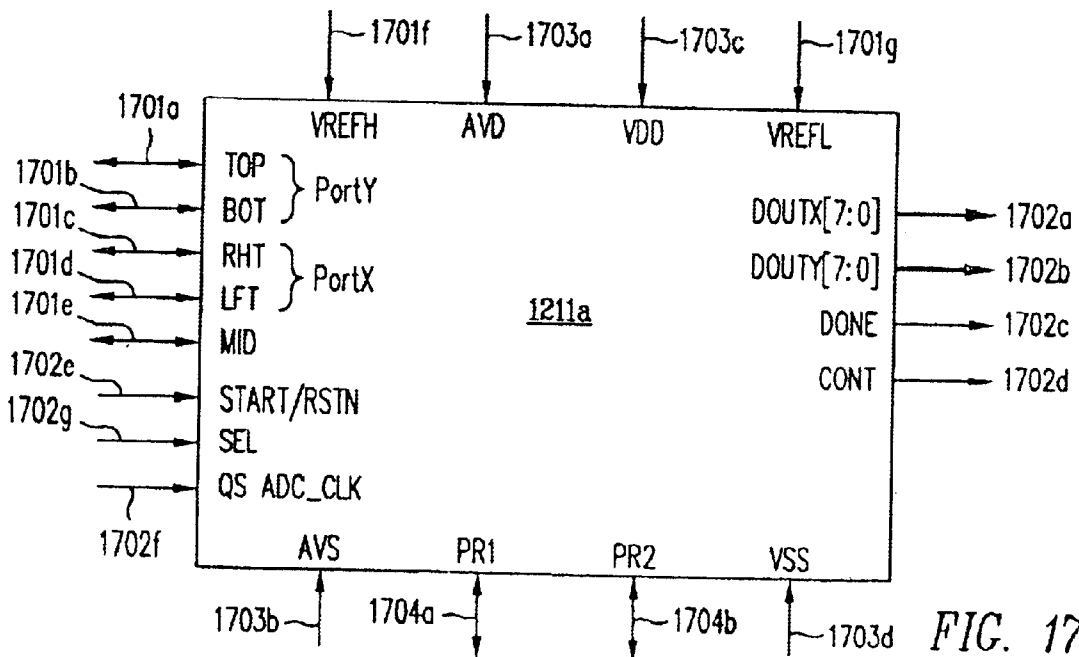 1701f
1703a
1703c
1701g
1701a
VREFH
AVD
VDD
VREFL
1701b
TOP
BOT
PortY
1701c
RHT
LFT
PortX
1701d
1701e
MID
1702e
START/RSTN
1702g
SEL
QS ADC_CLK
1702f
1211a
DOUTX[7:0]
1702a
DOUTY[7:0]
1702b
DONE
1702c
CONT
1702d
AVS
PR1
PR2
VSS
1703b
1704a
1704b
1703d
FIG. 17